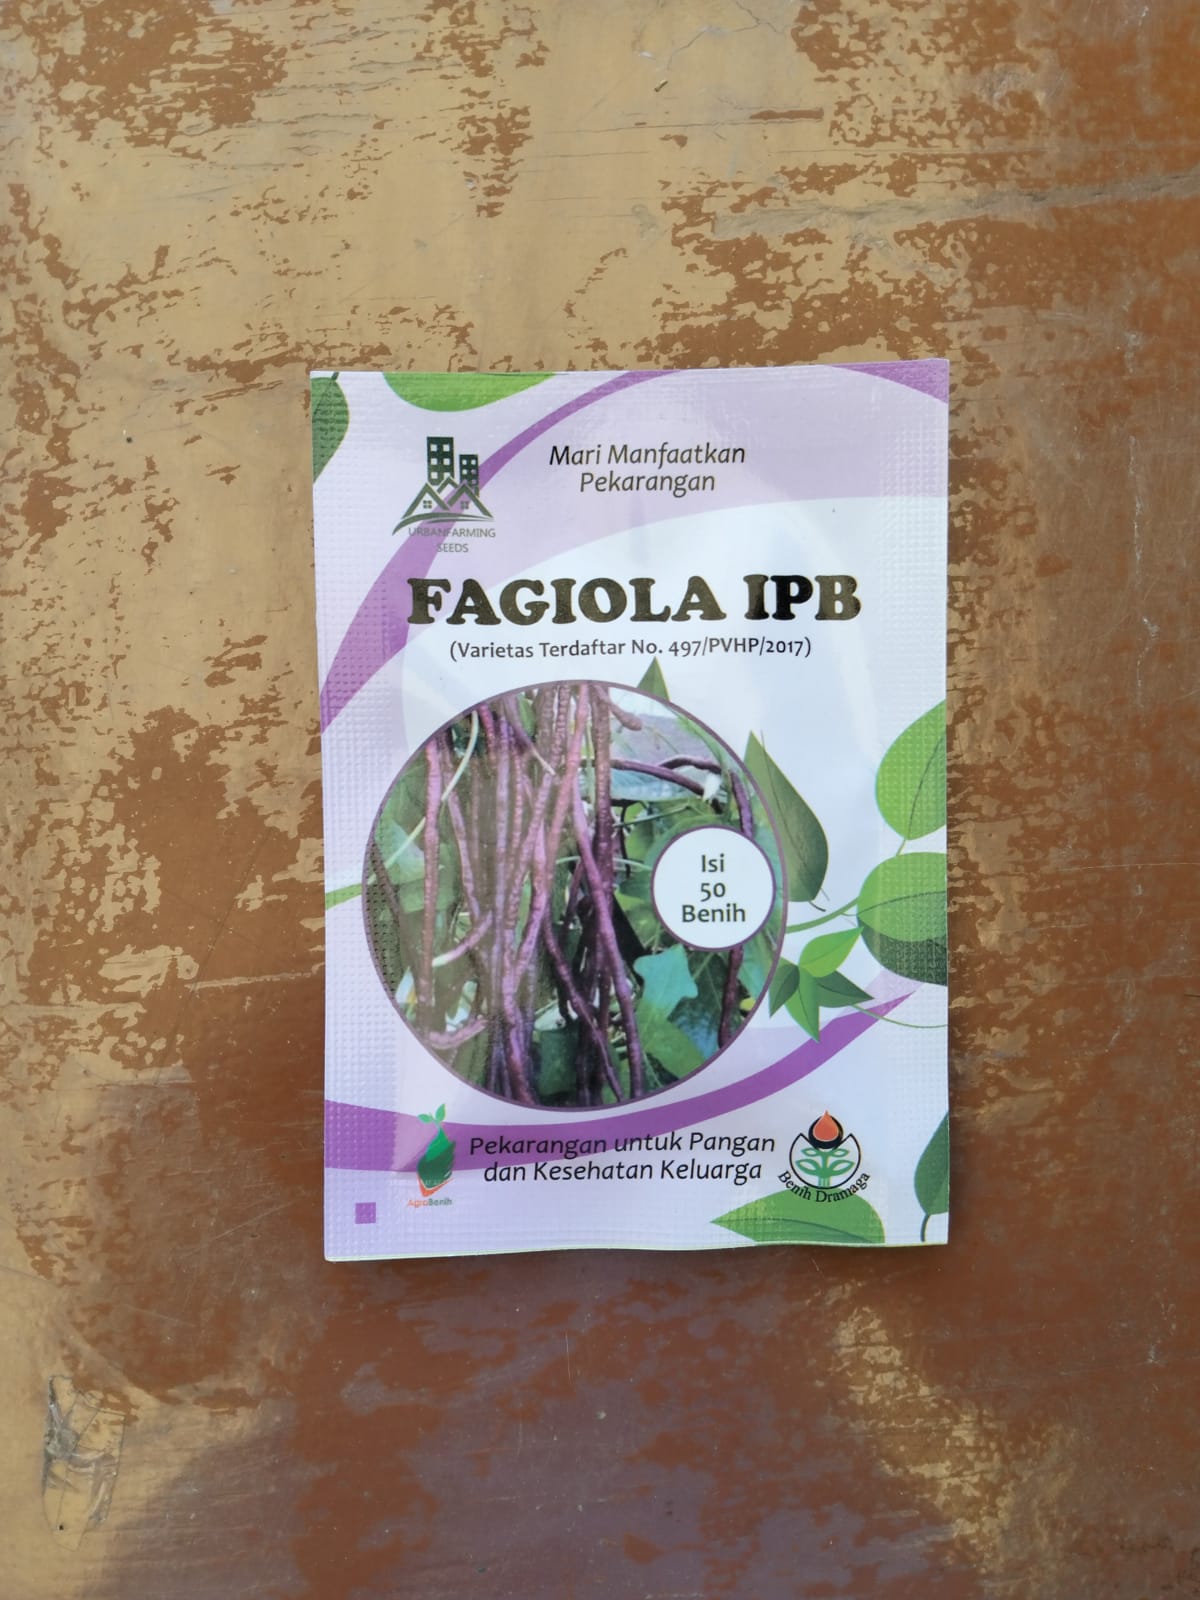 Mari Manfaatkan
Pekarangan
URBANFARMING
SEEDS
FAGIOLA IPB
(Varietas Terdaftar No. 497/PVHP/2017)
Isi
50
Benih
Pekarangan untuk Pangan
dan Kesehatan Keluarga
AgroBenih
Benih Dramaga